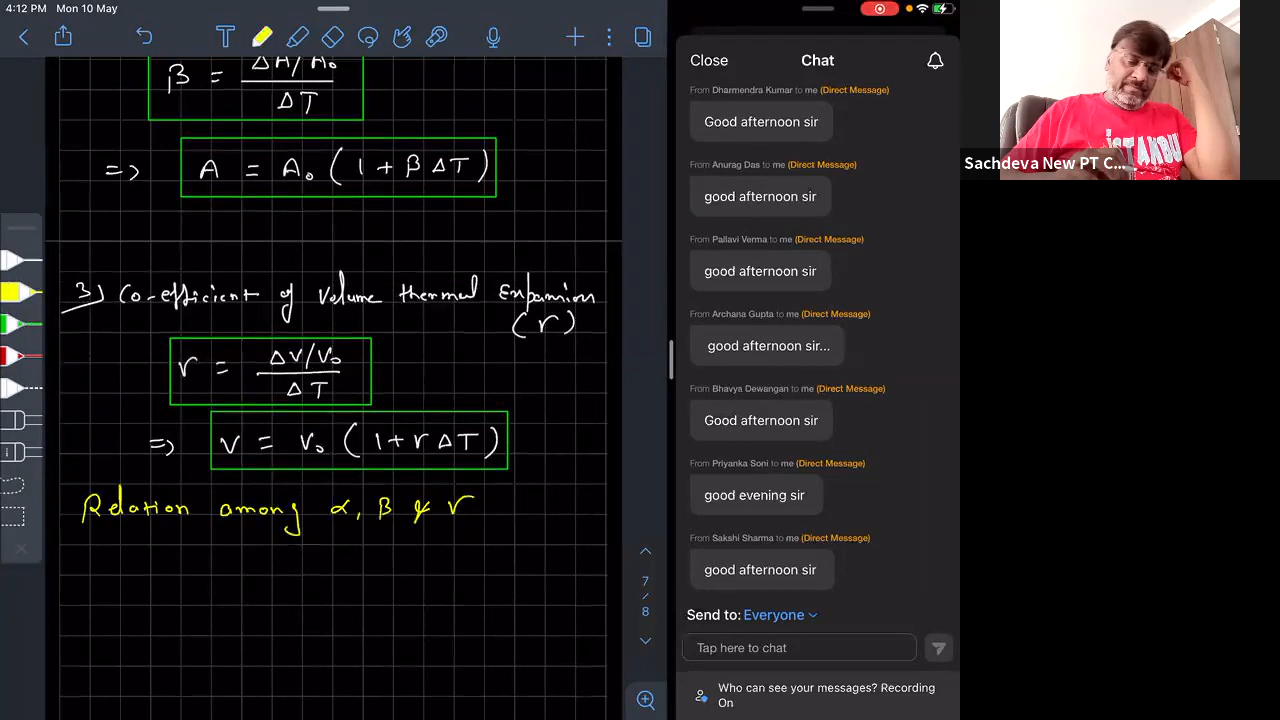 4:12 PM Mon 10 May
β = ΔA/A₀ / ΔT
=> A = A₀ (1 + β ΔT)
3) Co-efficient of Volume thermal Expansion
(r)
r = ΔV/V₀ / ΔT
=> V = V₀ (1 + r ΔT)
Relation among α, β & r
7
/
8
Close Chat
From Dharmendra Kumar to me (Direct Message)
Good afternoon sir
From Anurag Das to me (Direct Message)
good afternoon sir
From Pallavi Verma to me (Direct Message)
good afternoon sir
From Archana Gupta to me (Direct Message)
good afternoon sir...
From Bhavya Dewangan to me (Direct Message)
Good afternoon sir
From Priyanka Soni to me (Direct Message)
good evening sir
From Sakshi Sharma to me (Direct Message)
good afternoon sir
Send to: Everyone
Tap here to chat
Who can see your messages? Recording
On
İSTANBU
Sachdeva New PT C...